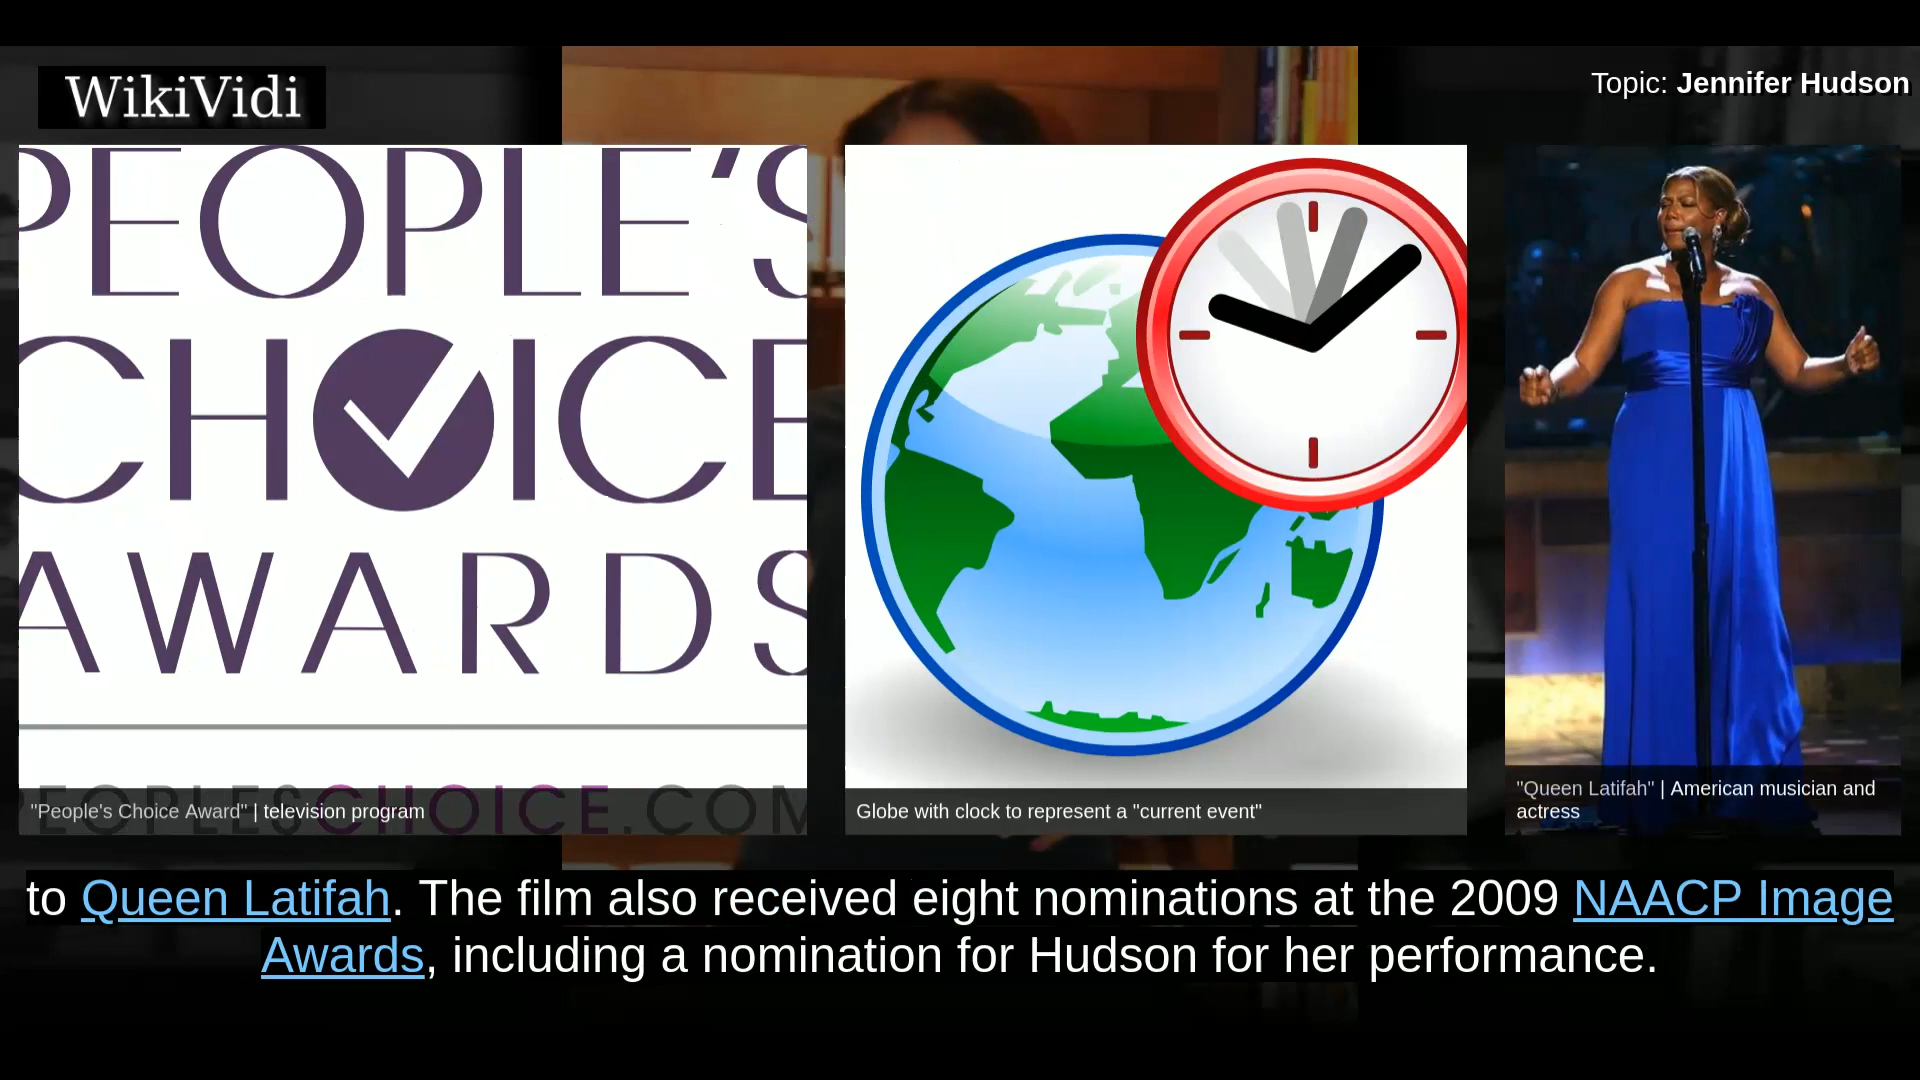 WikiVidi
Topic: Jennifer Hudson
PEOPLE'S
CHOICE
AWARDS
PEOPLESCHOICE.COM
"People's Choice Award" | television program
Globe with clock to represent a "current event"
"Queen Latifah" | American musician and
actress
to Queen Latifah. The film also received eight nominations at the 2009 NAACP Image
Awards, including a nomination for Hudson for her performance.